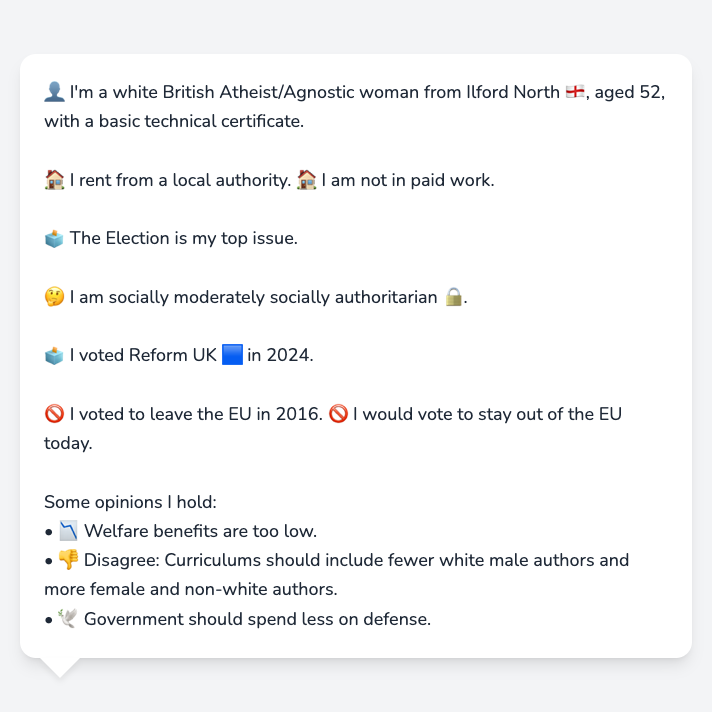 👤 I'm a white British Atheist/Agnostic woman from Ilford North 🏴󠁧󠁢󠁥󠁮󠁧󠁿, aged 52,
with a basic technical certificate.
🏠 I rent from a local authority. 🏠 I am not in paid work.
🗳️ The Election is my top issue.
🤔 I am socially moderately socially authoritarian 🔒.
🗳️ I voted Reform UK 🟦 in 2024.
🚫 I voted to leave the EU in 2016. 🚫 I would vote to stay out of the EU
today.
Some opinions I hold:
• 📉 Welfare benefits are too low.
• 👎 Disagree: Curriculums should include fewer white male authors and
more female and non-white authors.
• 🕊️ Government should spend less on defense.